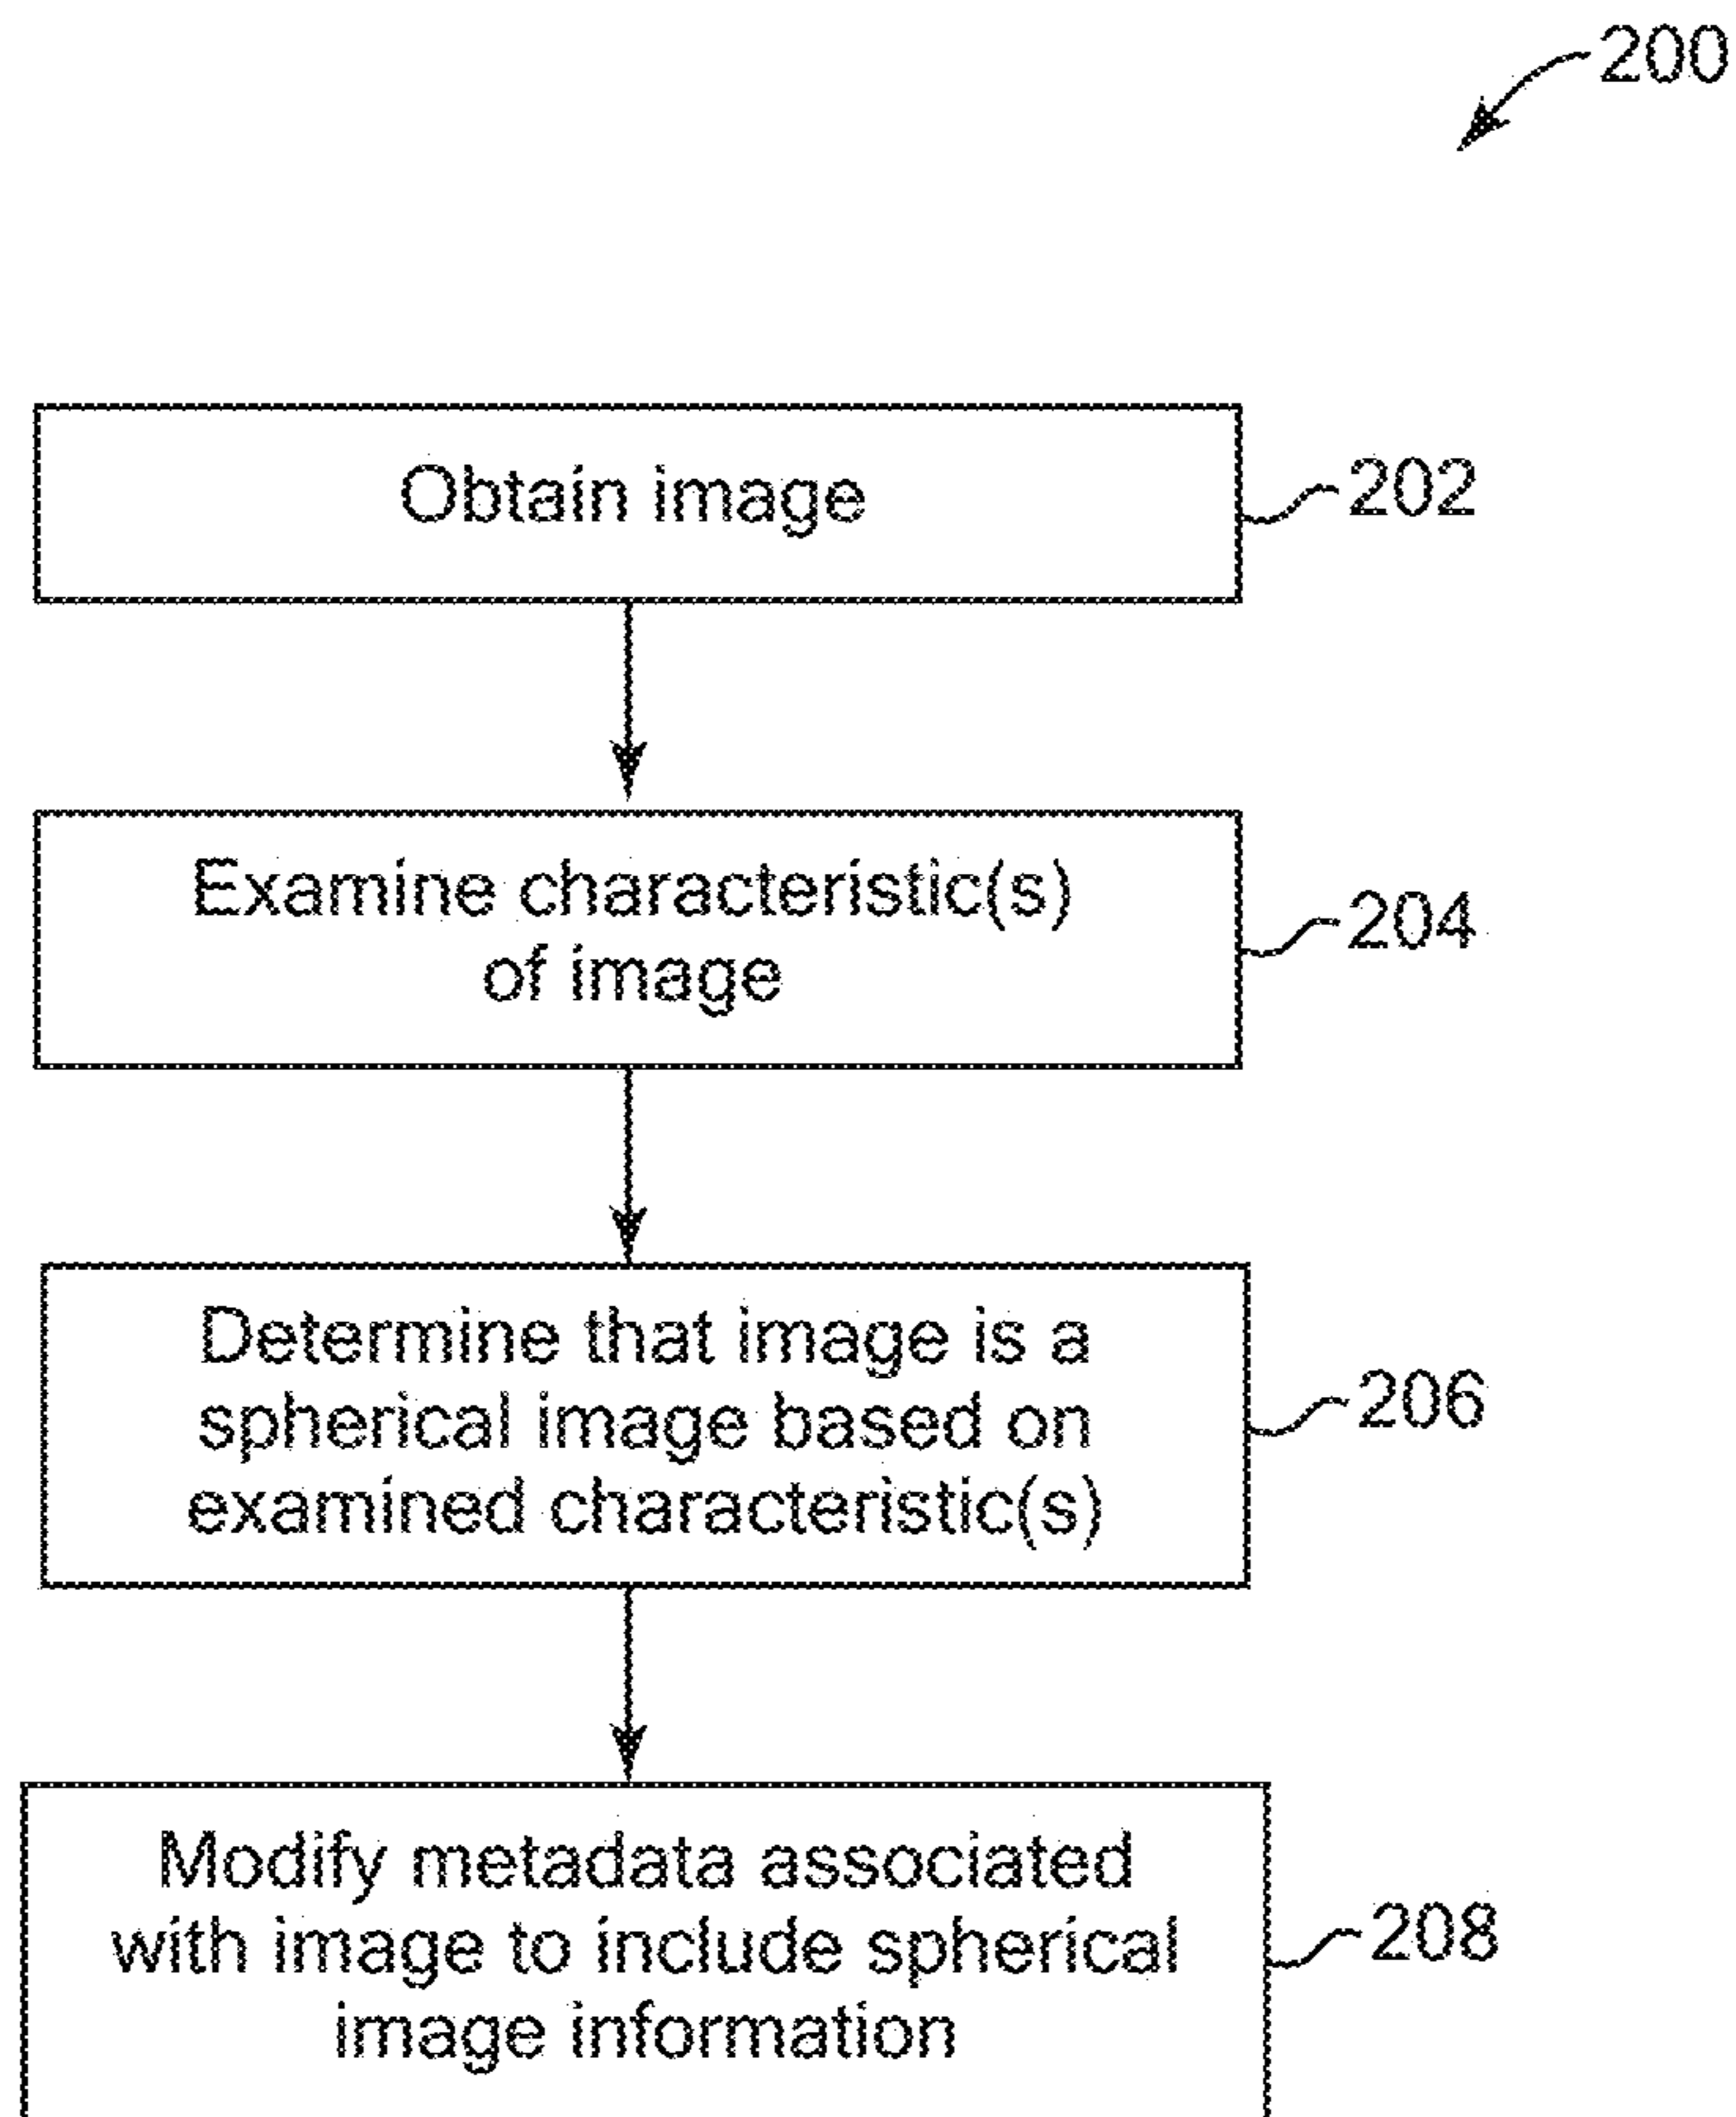 200
Obtain image
202
Examine characteristic(s)
of image
204
Determine that image is a
spherical image based on
examined characteristic(s)
206
Modify metadata associated
with image to include spherical
image information
208